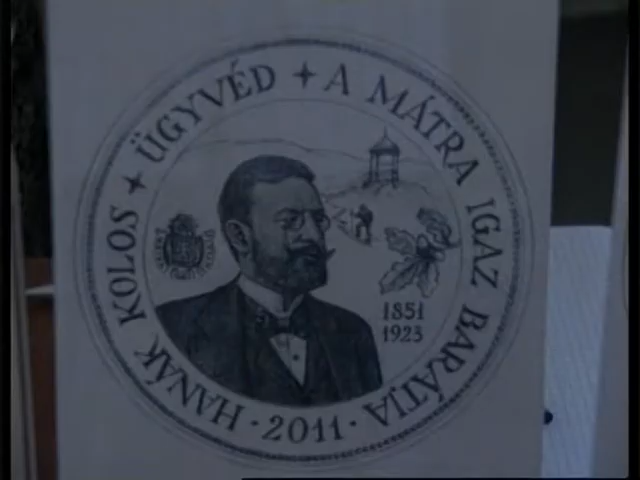 HANÁK KOLOS + ÜGYVÉD + A MÁTRA IGAZ BARÁTJA
· 2011 ·
1851
1923